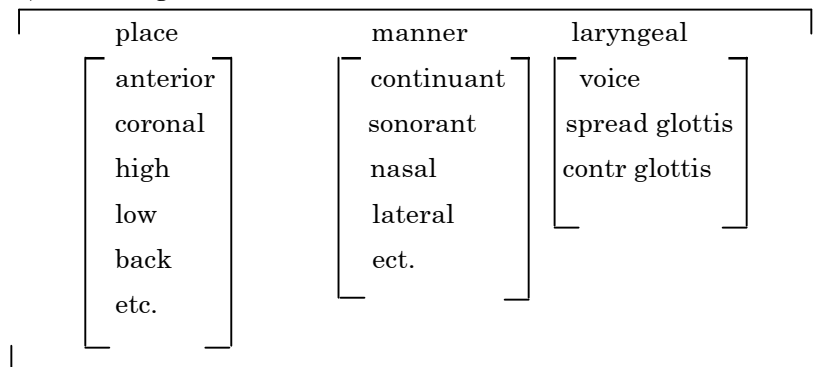 place manner laryngeal
anterior continuant voice
coronal sonorant spread glottis
high nasal contr glottis
low lateral
back ect.
etc.